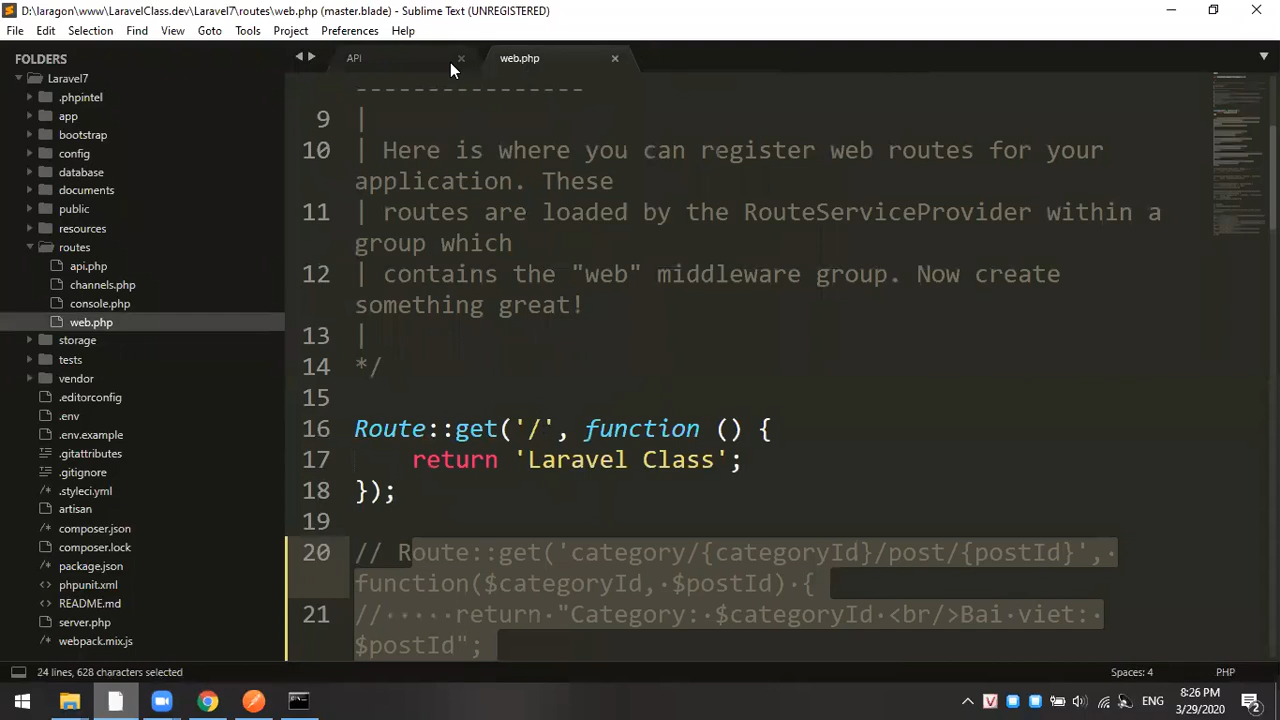 D:\laragon\www\LaravelClass.dev\Laravel7\routes\web.php (master.blade) - Sublime Text (UNREGISTERED)
File Edit Selection Find View Goto Tools Project Preferences Help
FOLDERS
Laravel7
.phpintel
app
bootstrap
config
database
documents
public
resources
routes
api.php
channels.php
console.php
web.php
storage
tests
vendor
.editorconfig
.env
.env.example
.gitattributes
.gitignore
.styleci.yml
artisan
composer.json
composer.lock
package.json
phpunit.xml
README.md
server.php
webpack.mix.js
API
web.php
----------------
9 |
10 | Here is where you can register web routes for your
application. These
11 | routes are loaded by the RouteServiceProvider within a
group which
12 | contains the "web" middleware group. Now create
something great!
13 |
14 */
15
16 Route::get('/', function () {
17 return 'Laravel Class';
18 });
19
20 // Route::get('category/{categoryId}/post/{postId}',
function($categoryId, $postId) {
21 // return "Category: $categoryId <br/>Bai viet:
$postId";
24 lines, 628 characters selected
Spaces: 4
PHP
ENG
8:26 PM
3/29/2020
2